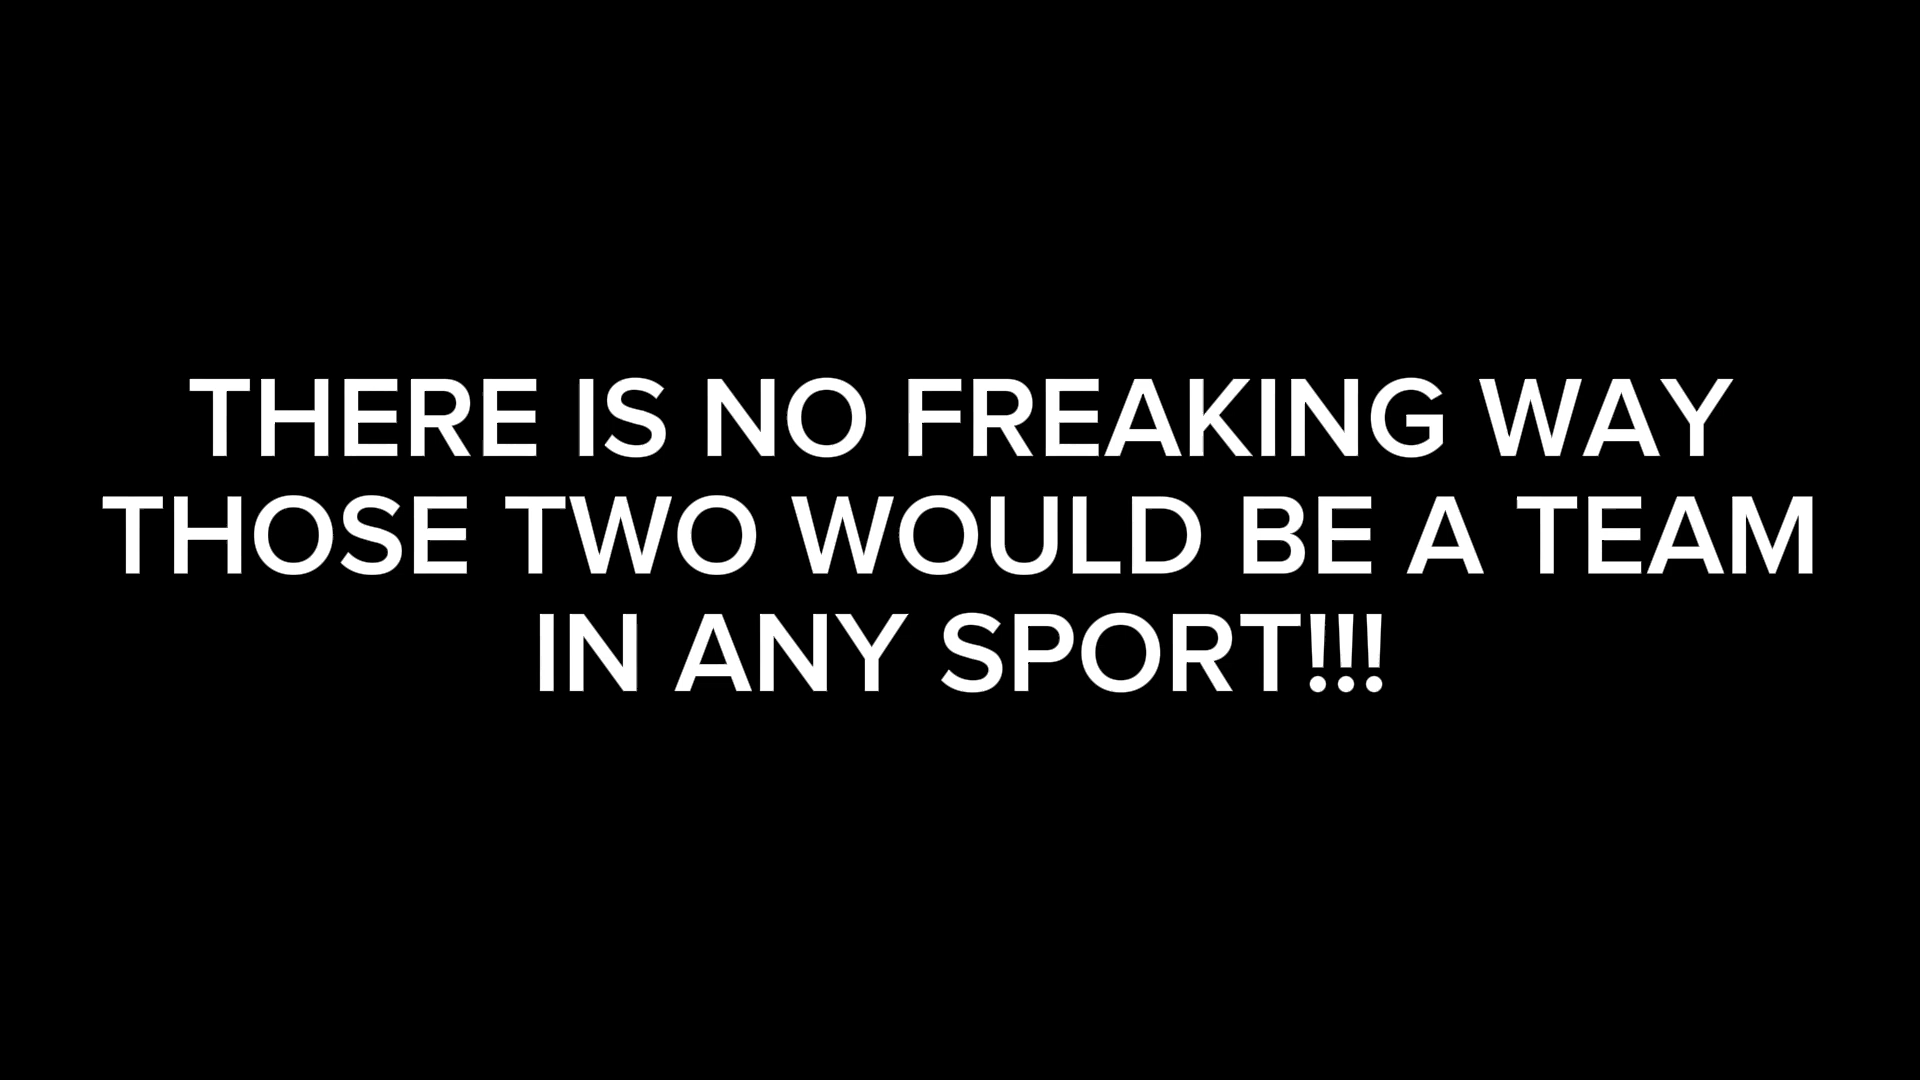 THERE IS NO FREAKING WAY
THOSE TWO WOULD BE A TEAM
IN ANY SPORT!!!